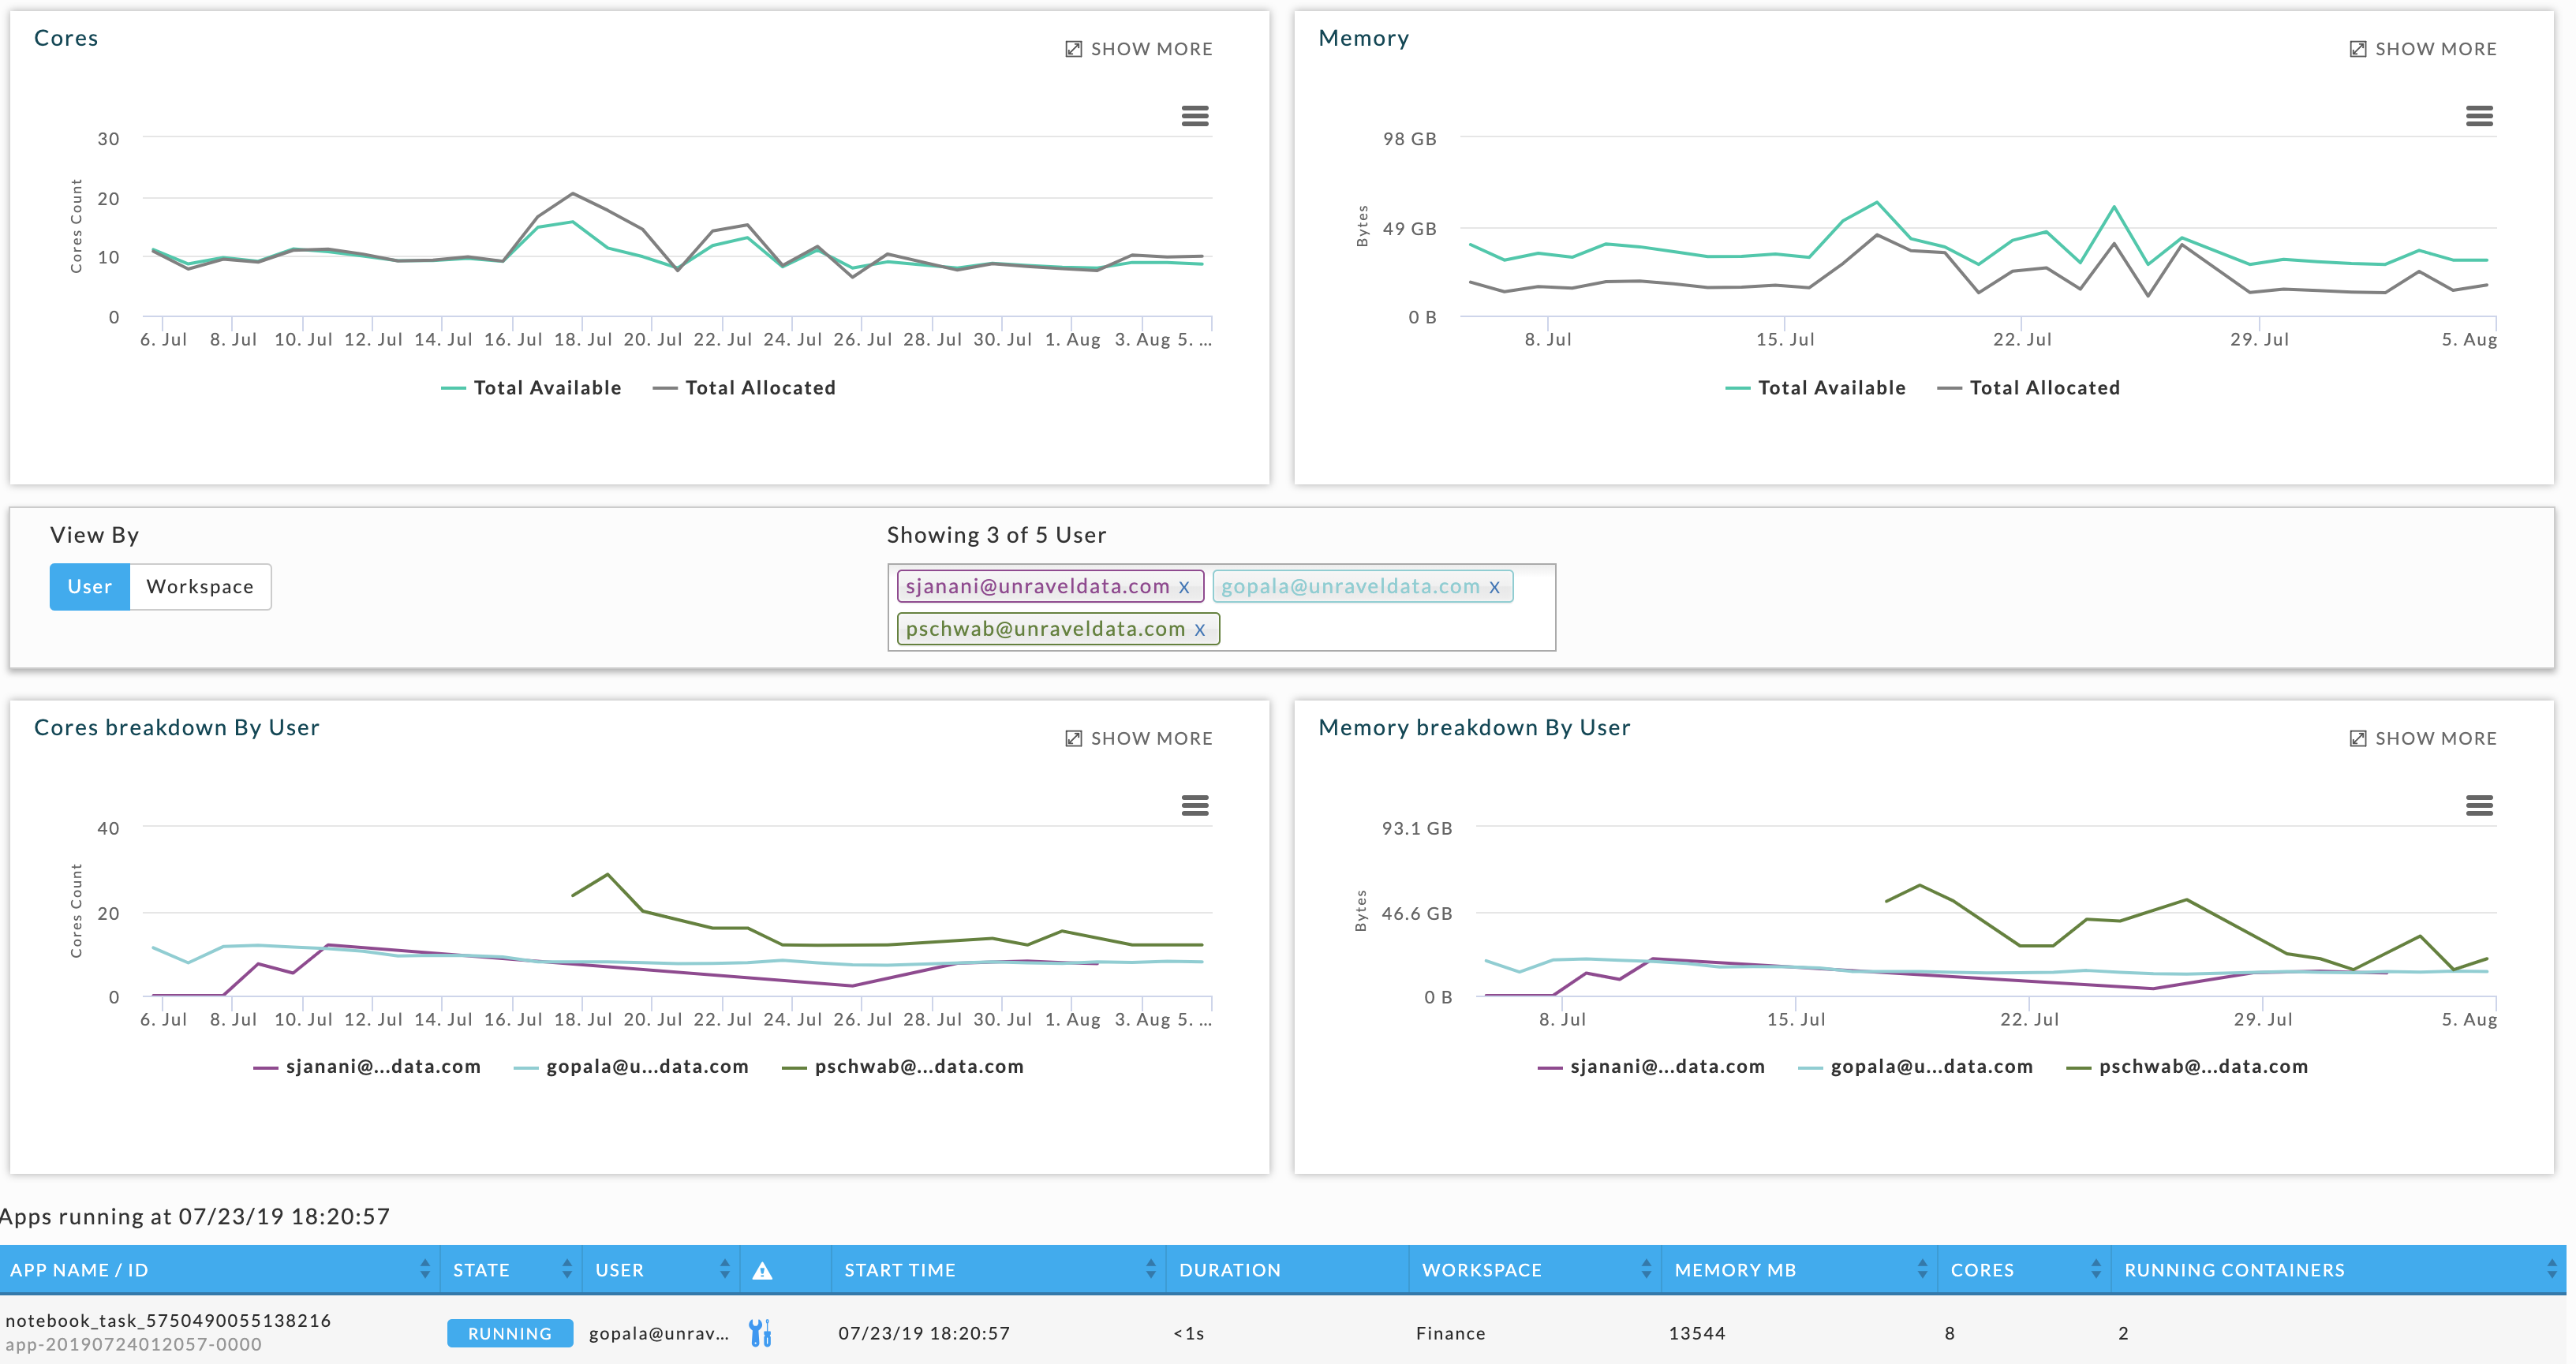 Cores
SHOW MORE
30
20
10
0
Cores Count
6. Jul 8. Jul 10. Jul 12. Jul 14. Jul 16. Jul 18. Jul 20. Jul 22. Jul 24. Jul 26. Jul 28. Jul 30. Jul 1. Aug 3. Aug 5. ...
Total Available Total Allocated
Memory
SHOW MORE
98 GB
49 GB
0 B
Bytes
8. Jul 15. Jul 22. Jul 29. Jul 5. Aug
Total Available Total Allocated
View By
User Workspace
Showing 3 of 5 User
sjanani@unraveldata.com x gopala@unraveldata.com x
pschwab@unraveldata.com x
Cores breakdown By User
SHOW MORE
40
20
0
Cores Count
6. Jul 8. Jul 10. Jul 12. Jul 14. Jul 16. Jul 18. Jul 20. Jul 22. Jul 24. Jul 26. Jul 28. Jul 30. Jul 1. Aug 3. Aug 5. ...
sjanani@...data.com gopala@u...data.com pschwab@...data.com
Memory breakdown By User
SHOW MORE
93.1 GB
46.6 GB
0 B
Bytes
8. Jul 15. Jul 22. Jul 29. Jul 5. Aug
sjanani@...data.com gopala@u...data.com pschwab@...data.com
Apps running at 07/23/19 18:20:57
APP NAME / ID STATE USER START TIME DURATION WORKSPACE MEMORY MB CORES RUNNING CONTAINERS
notebook_task_5750490055138216 RUNNING gopala@unrav... 07/23/19 18:20:57 <1s Finance 13544 8 2
app-20190724012057-0000